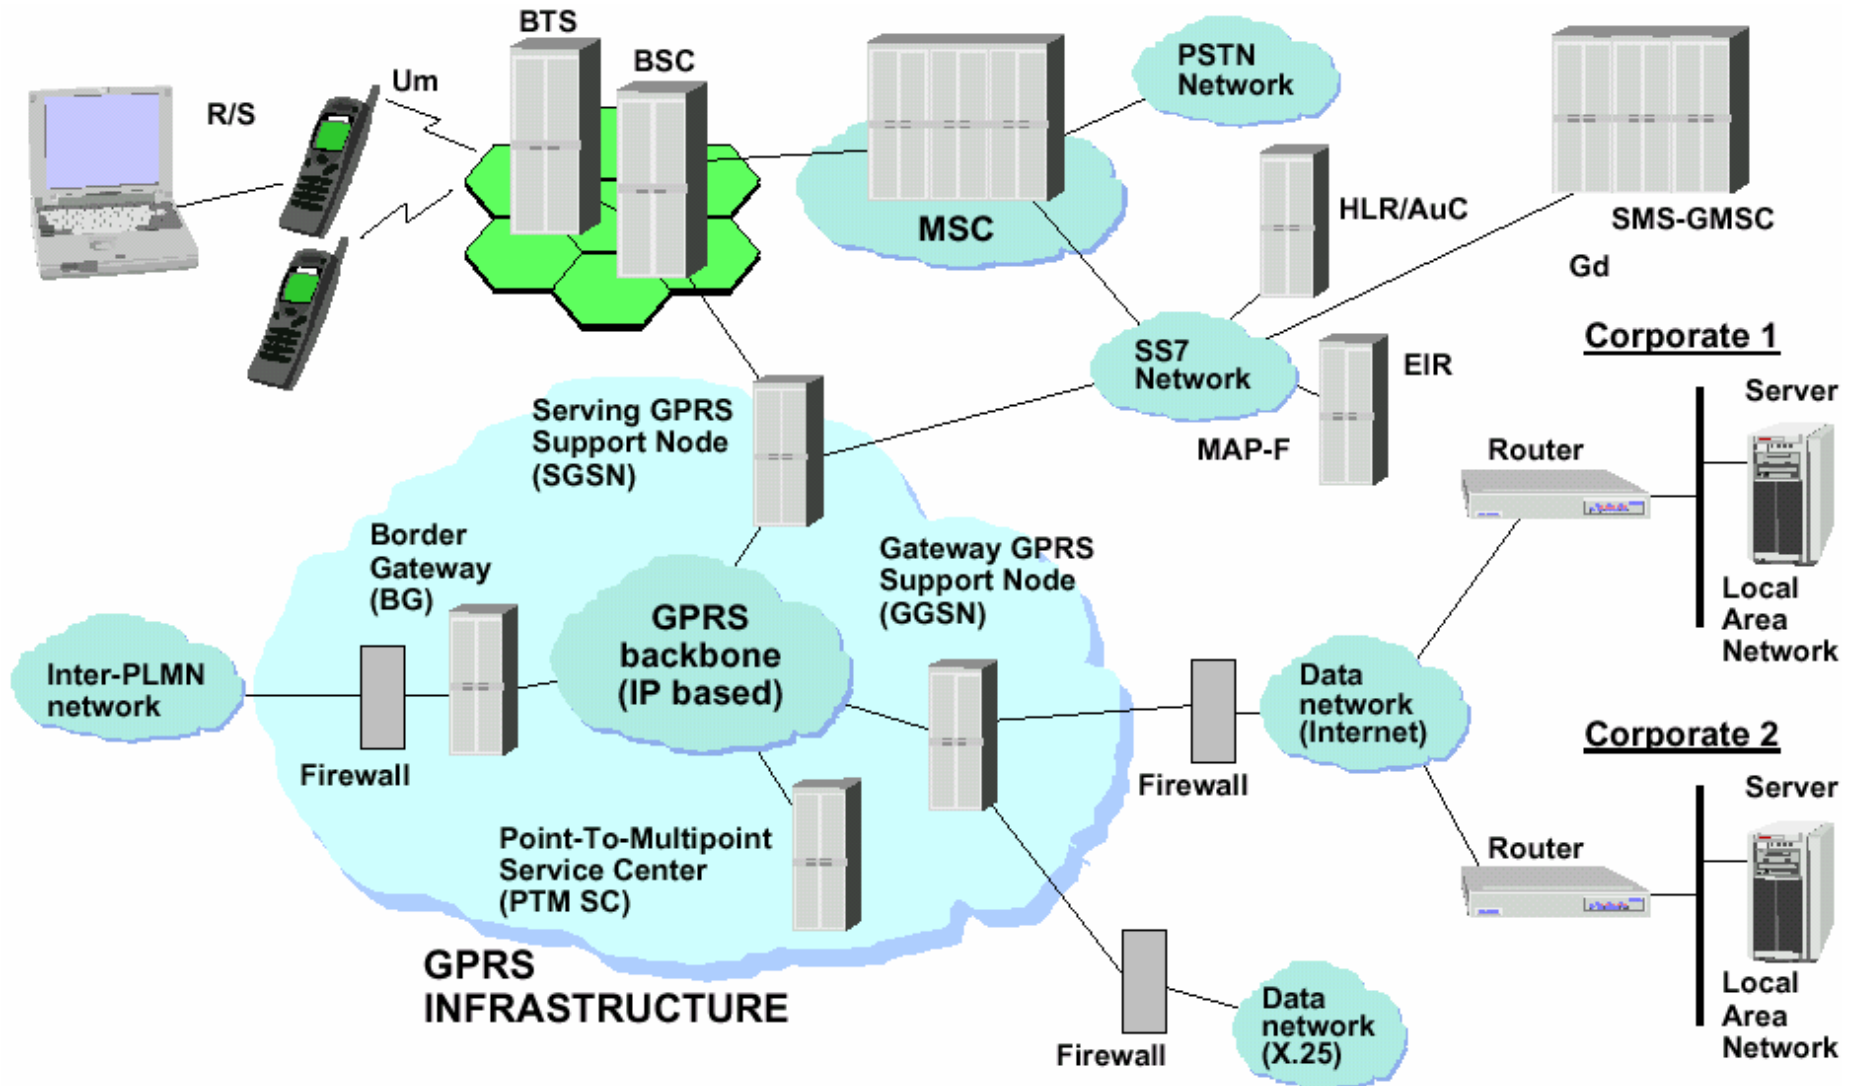 BTS
BSC
Um
R/S
PSTN
Network
MSC
HLR/AuC
SMS-GMSC
Gd
SS7
Network
EIR
MAP-F
Corporate 1
Server
Router
Local
Area
Network
Serving GPRS
Support Node
(SGSN)
Border
Gateway
(BG)
Gateway GPRS
Support Node
(GGSN)
GPRS
backbone
(IP based)
Inter-PLMN
network
Firewall
Data
network
(Internet)
Firewall
Corporate 2
Server
Router
Local
Area
Network
Point-To-Multipoint
Service Center
(PTM SC)
GPRS
INFRASTRUCTURE
Firewall
Data
network
(X.25)